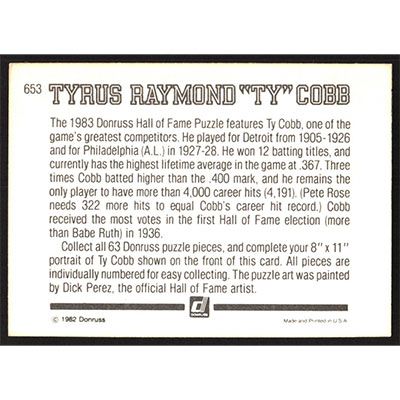 653 TYRUS RAYMOND "TY" COBB
The 1983 Donruss Hall of Fame Puzzle features Ty Cobb, one of the
game's greatest competitors. He played for Detroit from 1905-1926
and for Philadelphia (A.L.) in 1927-28. He won 12 batting titles, and
currently has the highest lifetime average in the game at .367. Three
times Cobb batted higher than the .400 mark, and he remains the
only player to have more than 4,000 career hits (4,191). (Pete Rose
needs 322 more hits to equal Cobb's career hit record.) Cobb
received the most votes in the first Hall of Fame election (more
than Babe Ruth) in 1936.
Collect all 63 Donruss puzzle pieces, and complete your 8" x 11"
portrait of Ty Cobb shown on the front of this card. All pieces are
individually numbered for easy collecting. The puzzle art was painted
by Dick Perez, the official Hall of Fame artist.
d
DONRUSS
© 1982 Donruss
Made and Printed in U.S.A.